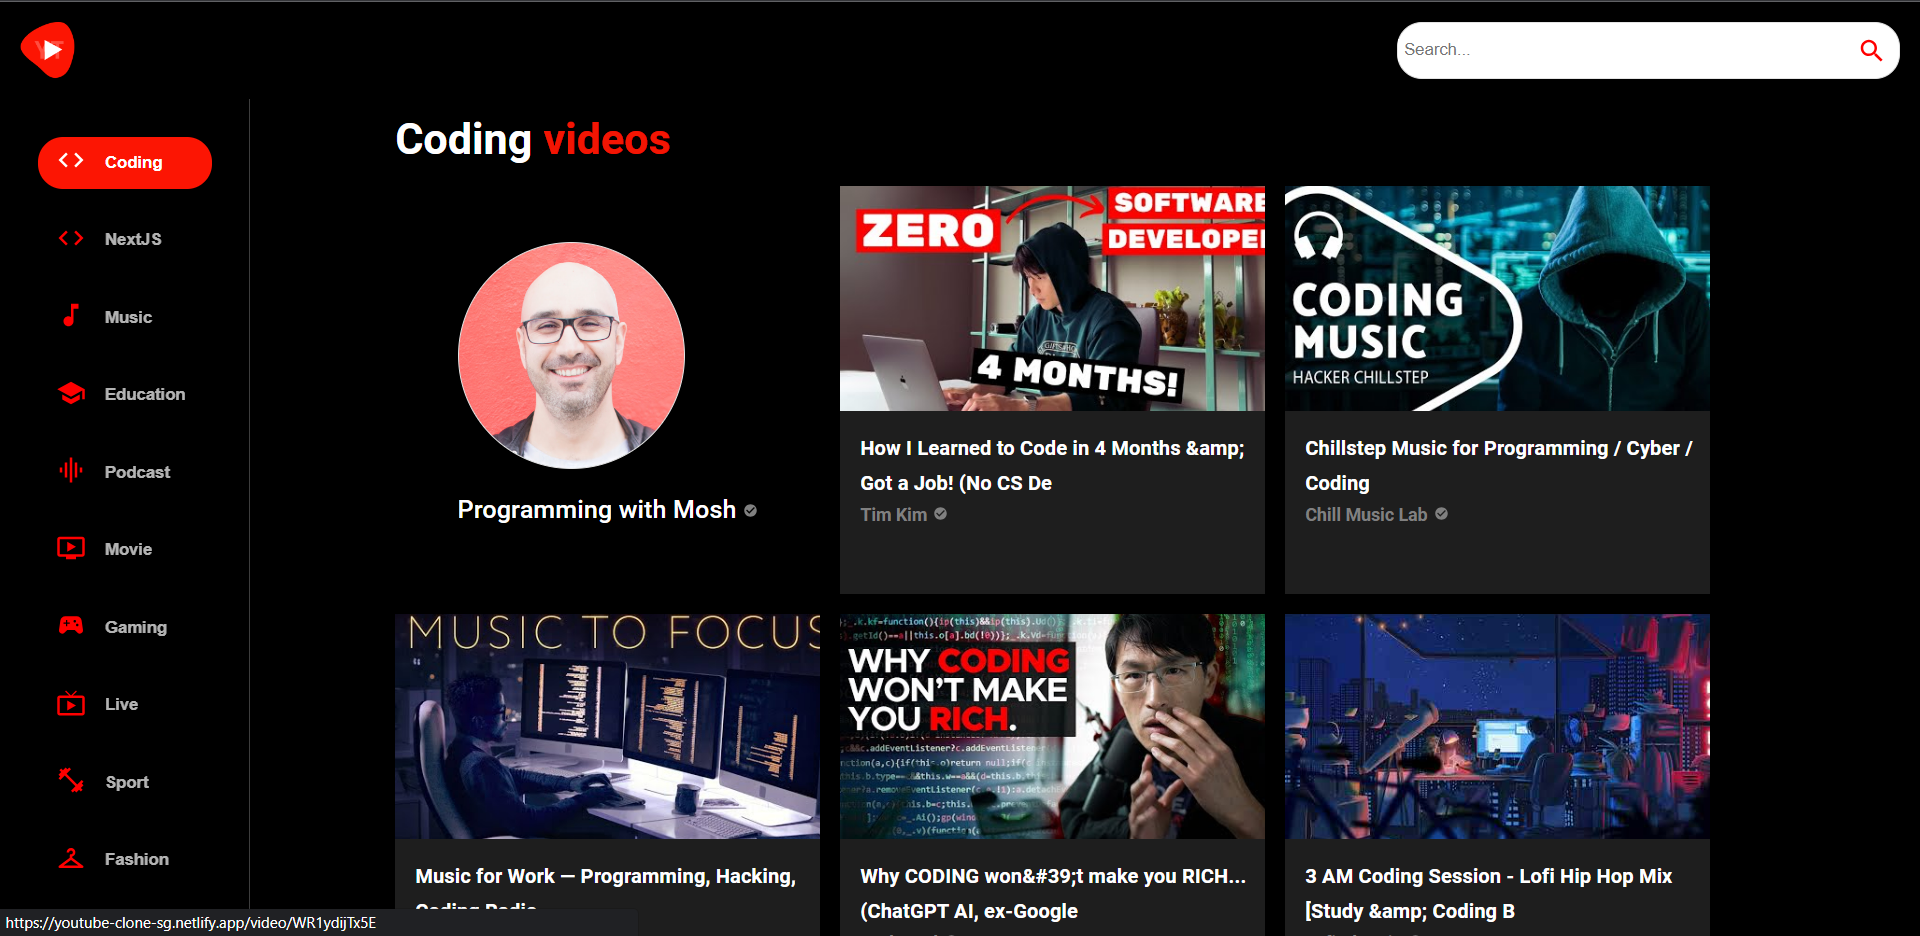 YT
Search...
Coding
NextJS
Music
Education
Podcast
Movie
Gaming
Live
Sport
Fashion
Coding videos
Programming with Mosh
ZERO
SOFTWARE
DEVELOPER
4 MONTHS!
How I Learned to Code in 4 Months &amp;
Got a Job! (No CS De
Tim Kim
CODING
MUSIC
HACKER CHILLSTEP
Chillstep Music for Programming / Cyber /
Coding
Chill Music Lab
MUSIC TO FOCUS
Music for Work — Programming, Hacking,
Coding Radio
WHY CODING
WON'T MAKE
YOU RICH.
Why CODING won&#39;t make you RICH...
(ChatGPT AI, ex-Google
3 AM Coding Session - Lofi Hip Hop Mix
[Study &amp; Coding B
https://youtube-clone-sg.netlify.app/video/WR1ydijTx5E